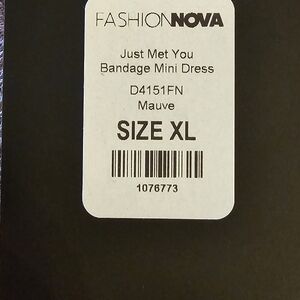 FASHIONNOVA
Just Met You
Bandage Mini Dress
D4151FN
Mauve
SIZE XL
1076773